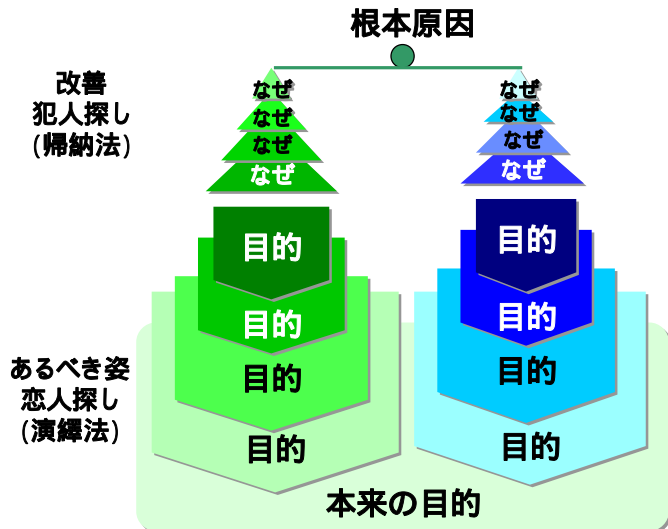 根本原因
改善
犯人探し
(帰納法)
なぜ
なぜ
なぜ
なぜ
なぜ
なぜ
なぜ
なぜ
目的
目的
目的
目的
目的
目的
目的
目的
あるべき姿
恋人探し
(演繹法)
本来の目的